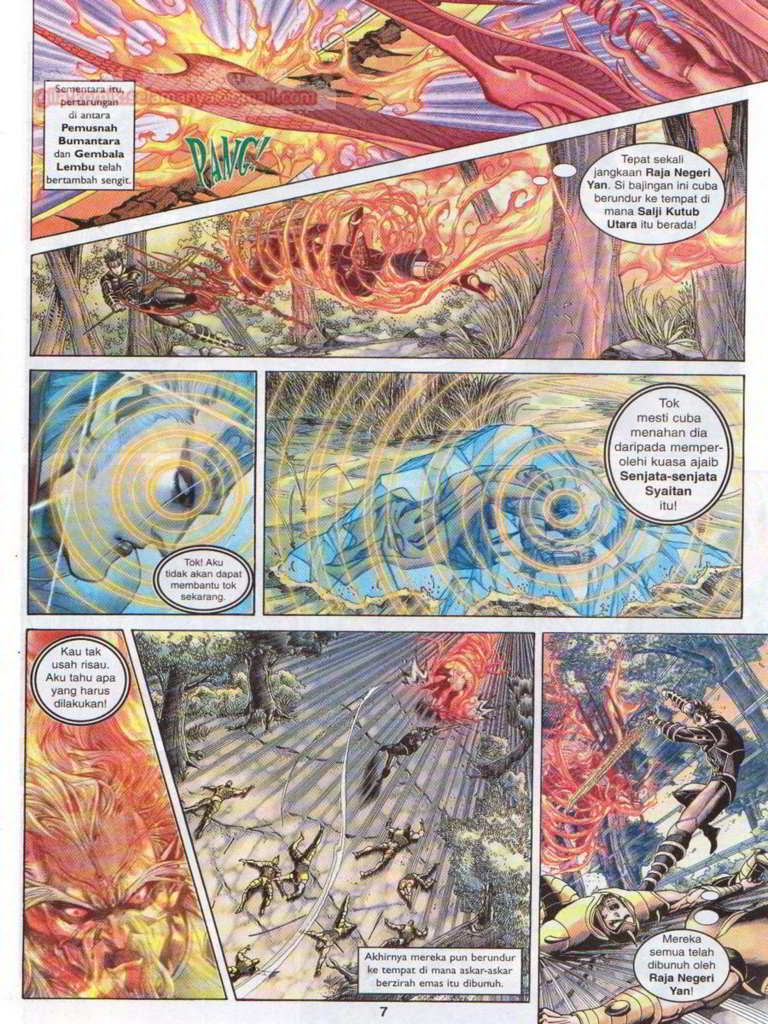 Sementara itu,
pertarungan
di antara
Pemusnah
Bumantara
dan Gembala
Lembu telah
bertambah sengit.
PANG!
Tepat sekali
jangkaan Raja Negeri
Yan. Si bajingan ini cuba
berundur ke tempat di
mana Salji Kutub
Utara itu berada!
Tok! Aku
tidak akan dapat
membantu tok
sekarang.
Tok
mesti cuba
menahan dia
daripada memper-
olehi kuasa ajaib
Senjata-senjata
Syaitan
itu!
Kau tak
usah risau.
Aku tahu apa
yang harus
dilakukan!
Akhirnya mereka pun berundur
ke tempat di mana askar-askar
berzirah emas itu dibunuh.
Mereka
semua telah
dibunuh oleh
Raja Negeri
Yan!
7